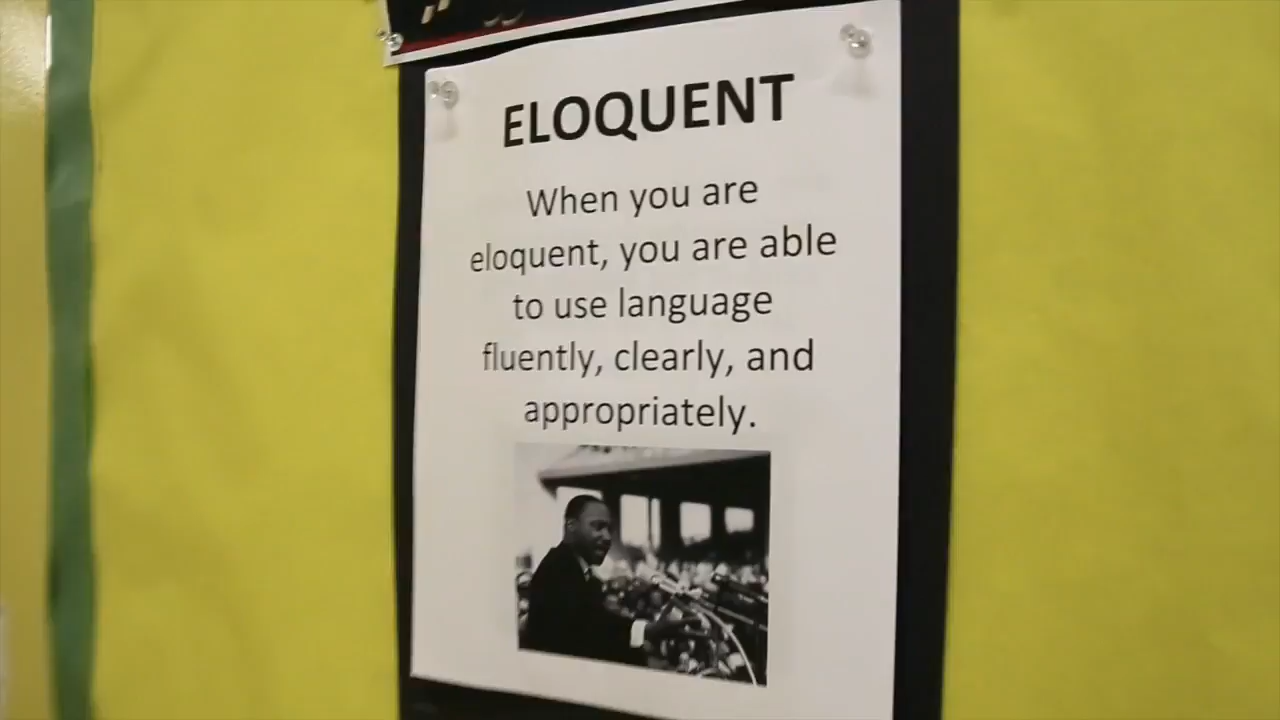 ELOQUENT
When you are
eloquent, you are able
to use language
fluently, clearly, and
appropriately.